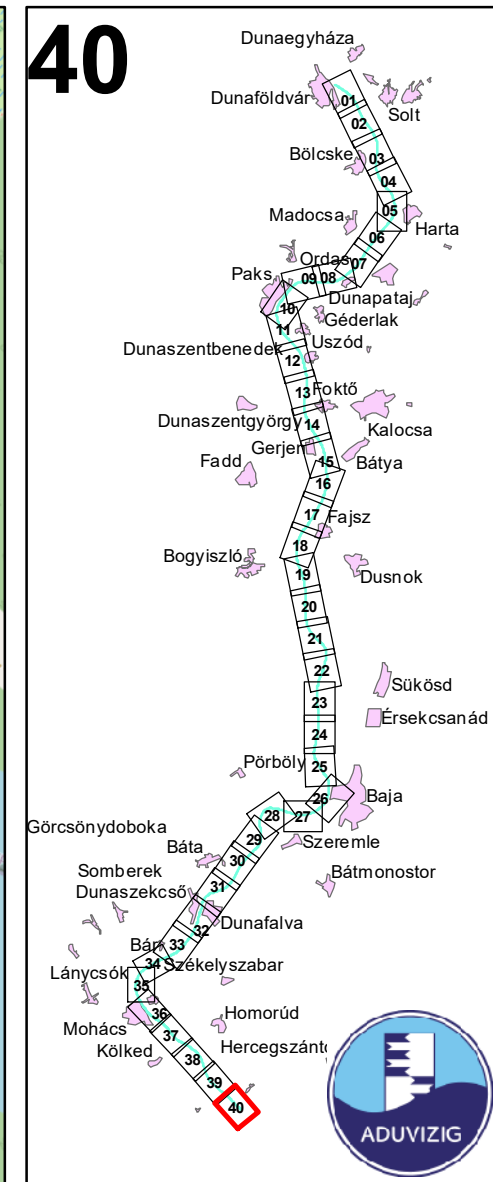 40
Dunaegyháza
Dunaföldvár
01
Solt
02
Bölcske
03
04
05
Madocsa
Harta
06
Ordas
07
Paks
09
08
Dunapataj
10
Géderlak
11
Uszód
Dunaszentbenedek
12
13
Foktő
Dunaszentgyörgy
14
Kalocsa
Gerjen
Bátya
Fadd
15
16
17
Fajsz
18
Bogyiszló
19
Dusnok
20
21
22
Sükösd
23
Érsekcsanád
24
Pörböly
25
26
Baja
28
27
Görcsönydoboka
29
Szeremle
Báta
30
Somberek
Bátmonostor
31
Dunaszekcső
32
Dunafalva
33
Bár
34
Székelyszabar
Lánycsók
35
36
Homorúd
Mohács
37
Kölked
38
Hercegszántó
39
40
ADUVIZIG